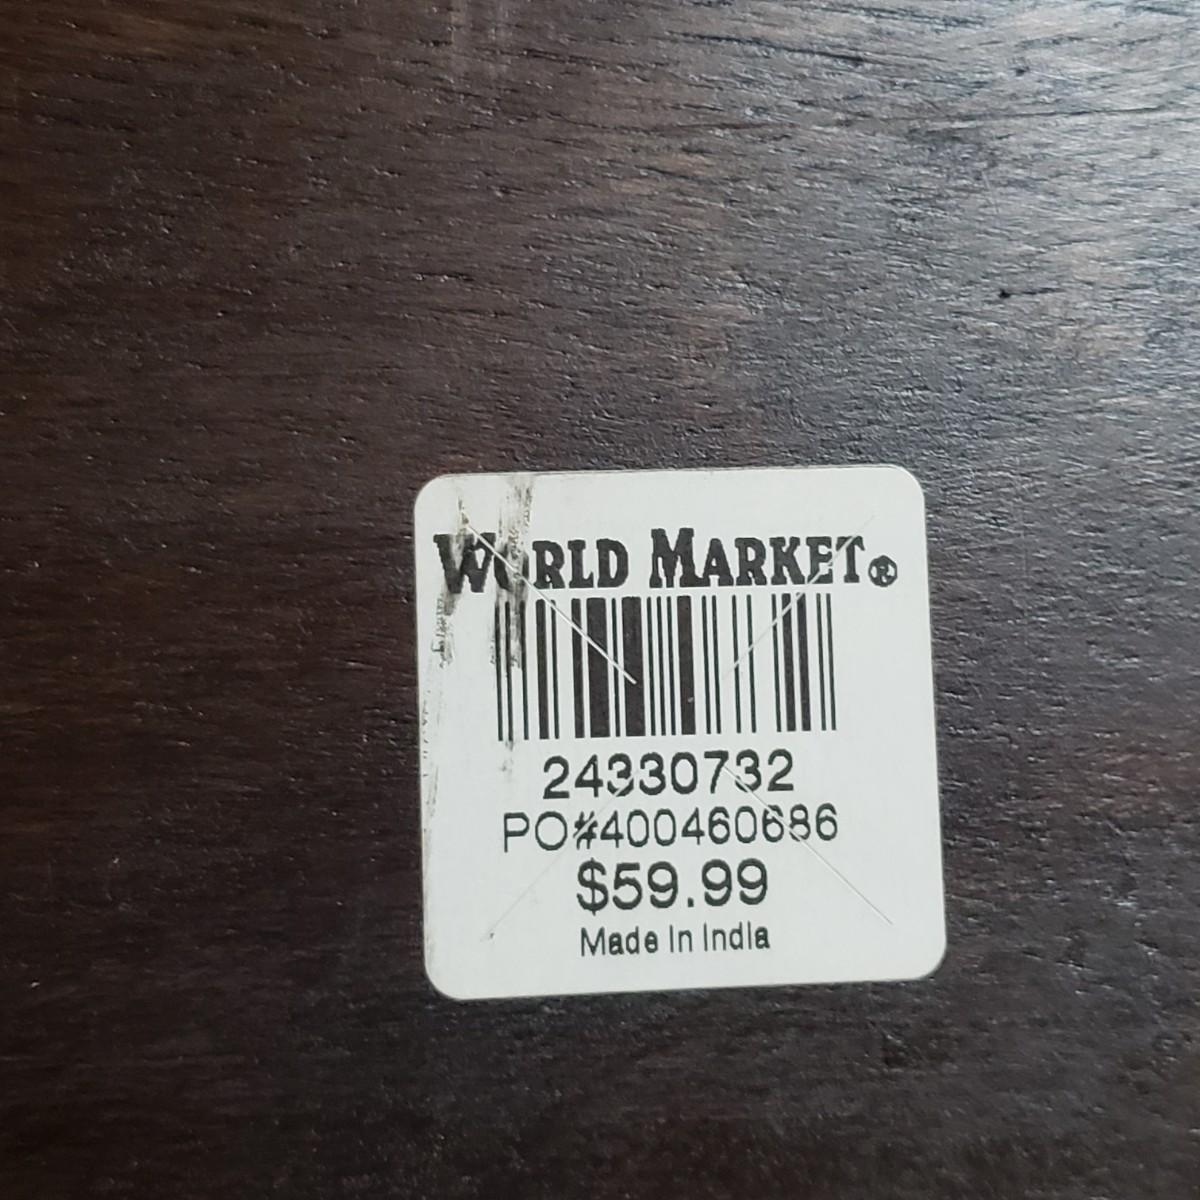 WORLD MARKET®
24330732
PO#400460686
$59.99
Made In India